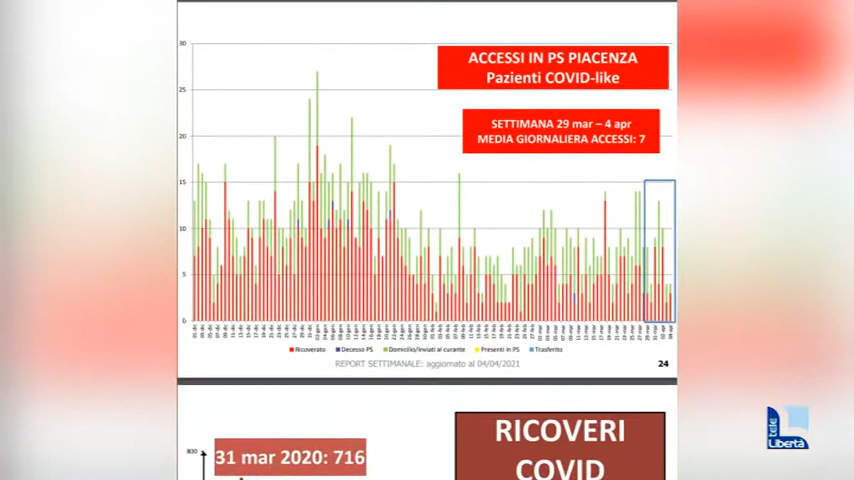 30
ACCESSI IN PS PIACENZA
Pazienti COVID-like
25
SETTIMANA 29 mar – 4 apr
MEDIA GIORNALIERA ACCESSI: 7
20
15
10
5
0
Ricoverato Decesso PS Domicilio/Inviati al curante Presenti in PS Trasferito
REPORT SETTIMANALE: aggiornato al 04/04/2021
24
RICOVERI
COVID
800
31 mar 2020: 716
tele
Libertà